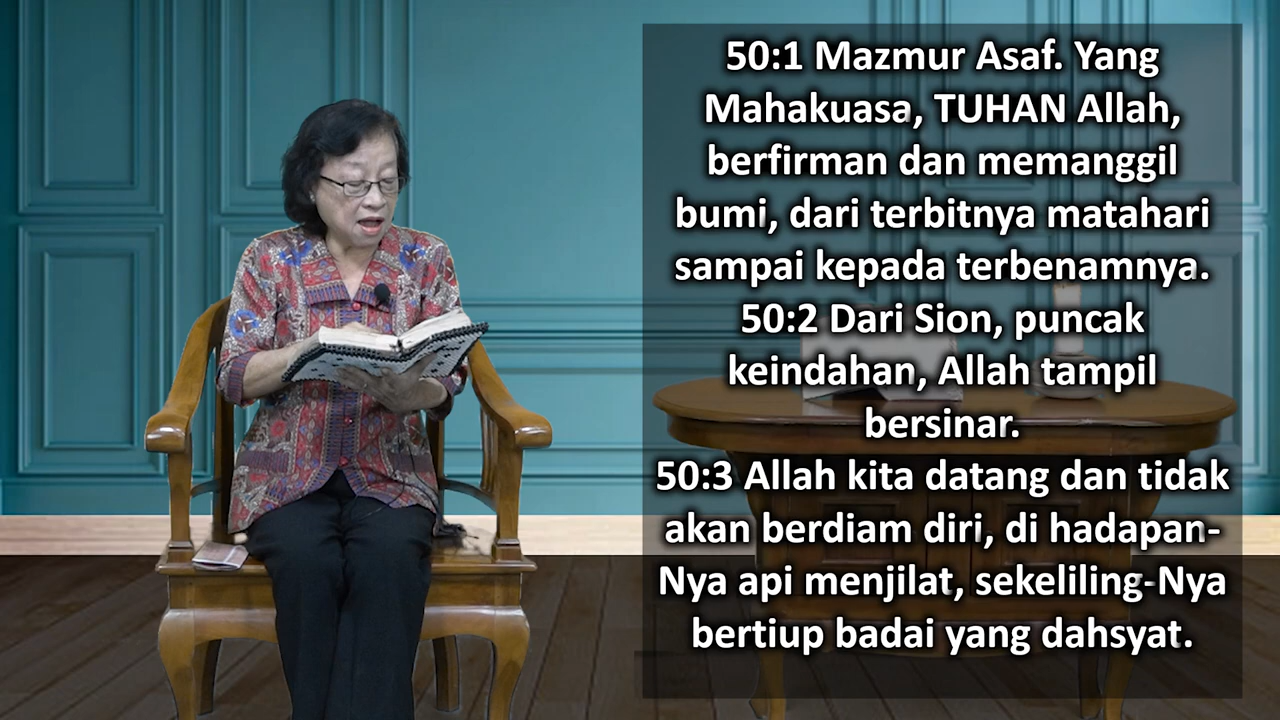 50:1 Mazmur Asaf. Yang
Mahakuasa, TUHAN Allah,
berfirman dan memanggil
bumi, dari terbitnya matahari
sampai kepada terbenamnya.
50:2 Dari Sion, puncak
keindahan, Allah tampil
bersinar.
50:3 Allah kita datang dan tidak
akan berdiam diri, di hadapan-
Nya api menjilat, sekeliling-Nya
bertiup badai yang dahsyat.